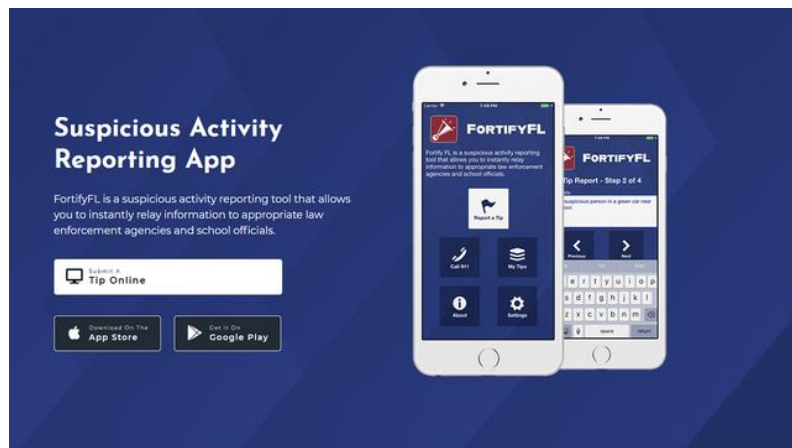 Suspicious Activity
Reporting App
FortifyFL is a suspicious activity reporting tool that allows
you to instantly relay information to appropriate law
enforcement agencies and school officials.
Submit A
Tip Online
Download On The
App Store
Get It On
Google Play
Carrier
7:48 PM
FORTIFYFL
Fortify FL is a suspicious activity reporting
tool that allows you to instantly relay
information to appropriate law enforcement
agencies and school officials.
Report a Tip
Call 911
My Tips
About
Settings
FORTIFYFL
Tip Report - Step 2 of 4
suspicious person in a green car near
Previous
Next
e r t y u i o p
s d f g h j k l
z x c v b n m
space
return